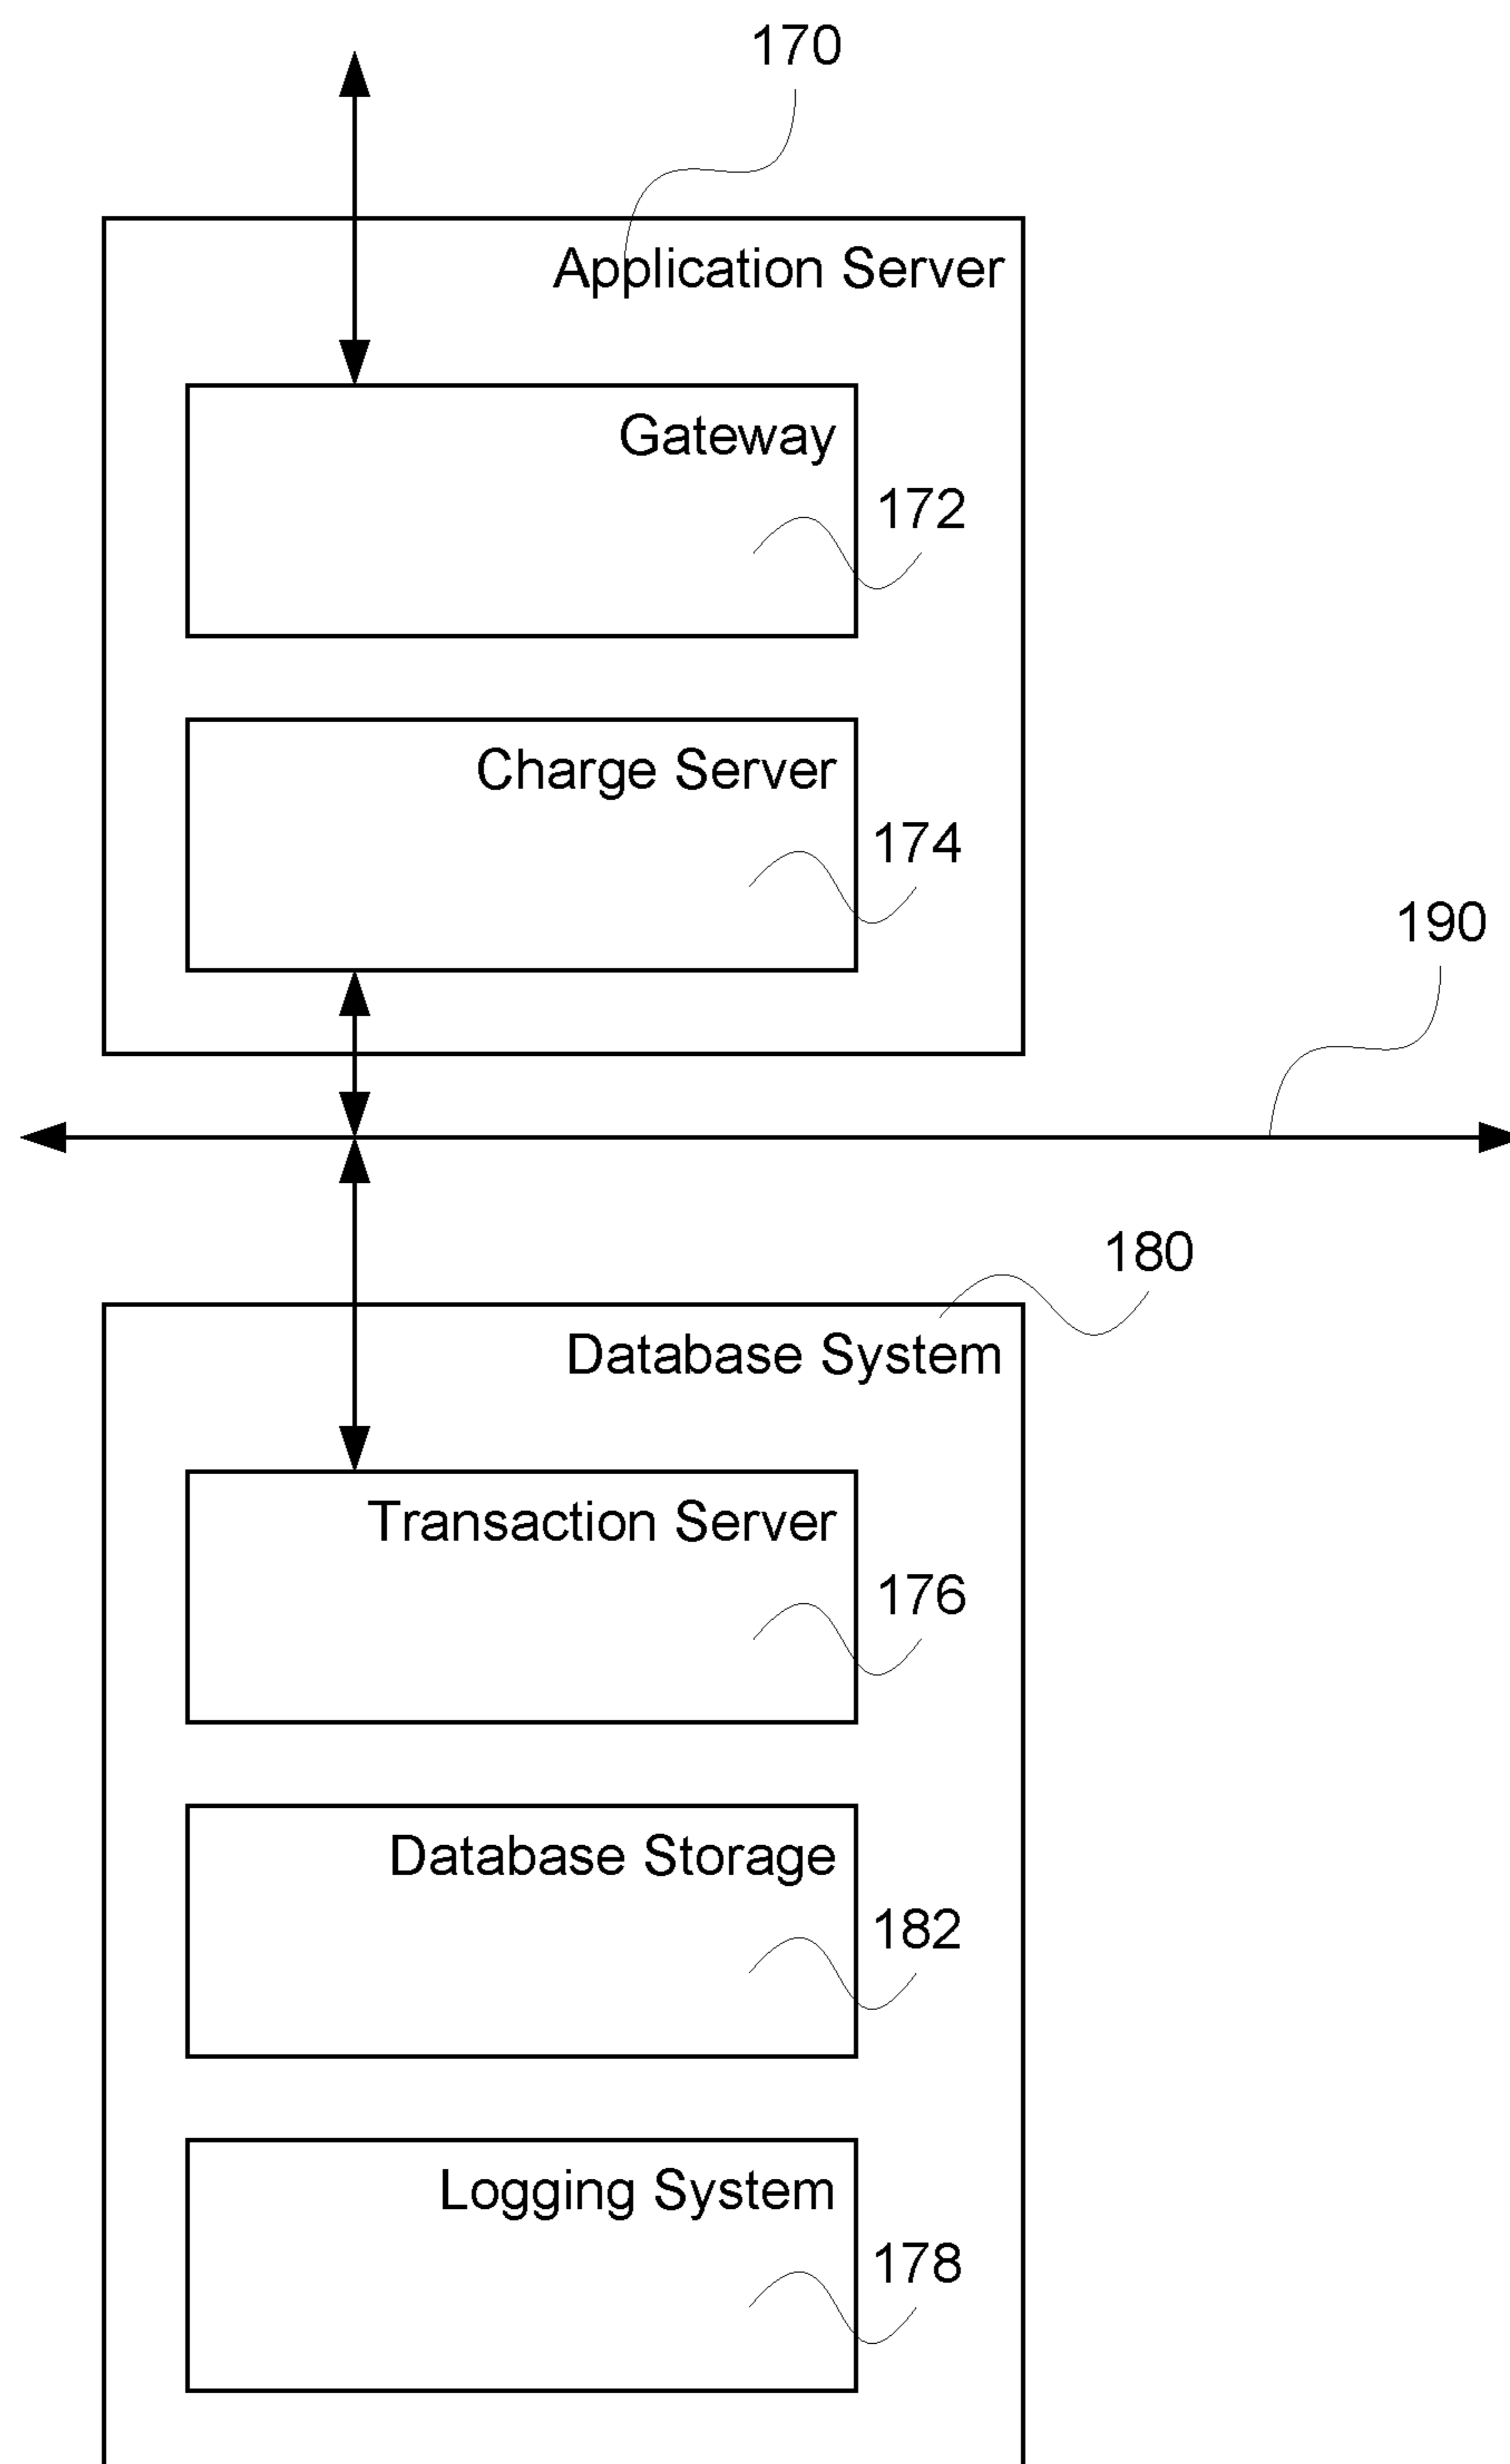 170
Application Server
Gateway
172
Charge Server
174
190
180
Database System
Transaction Server
176
Database Storage
182
Logging System
178